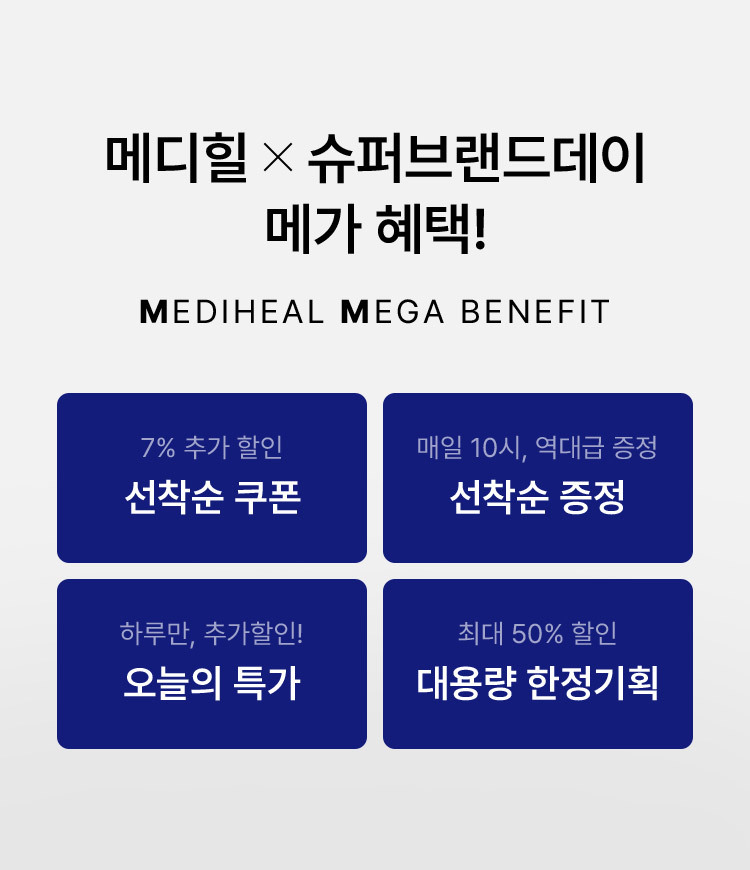 메디힐 × 슈퍼브랜드데이
메가 혜택!
MEDIHEAL MEGA BENEFIT
7% 추가 할인
선착순 쿠폰
매일 10시, 역대급 증정
선착순 증정
하루만, 추가할인!
오늘의 특가
최대 50% 할인
대용량 한정기획